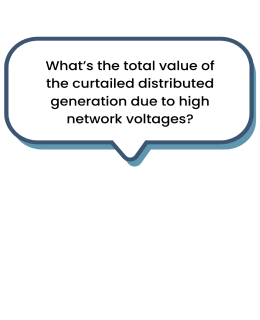 What's the total value of
the curtailed distributed
generation due to high
network voltages?